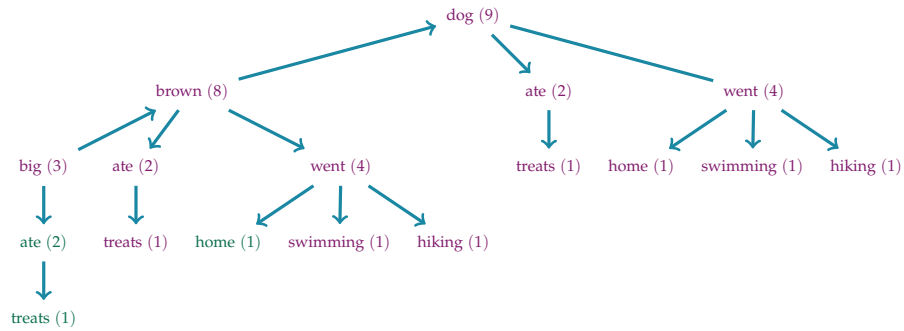 dog (9)
brown (8) ate (2) went (4)
big (3) ate (2) went (4) treats (1) home (1) swimming (1) hiking (1)
ate (2) treats (1) home (1) swimming (1) hiking (1)
treats (1)